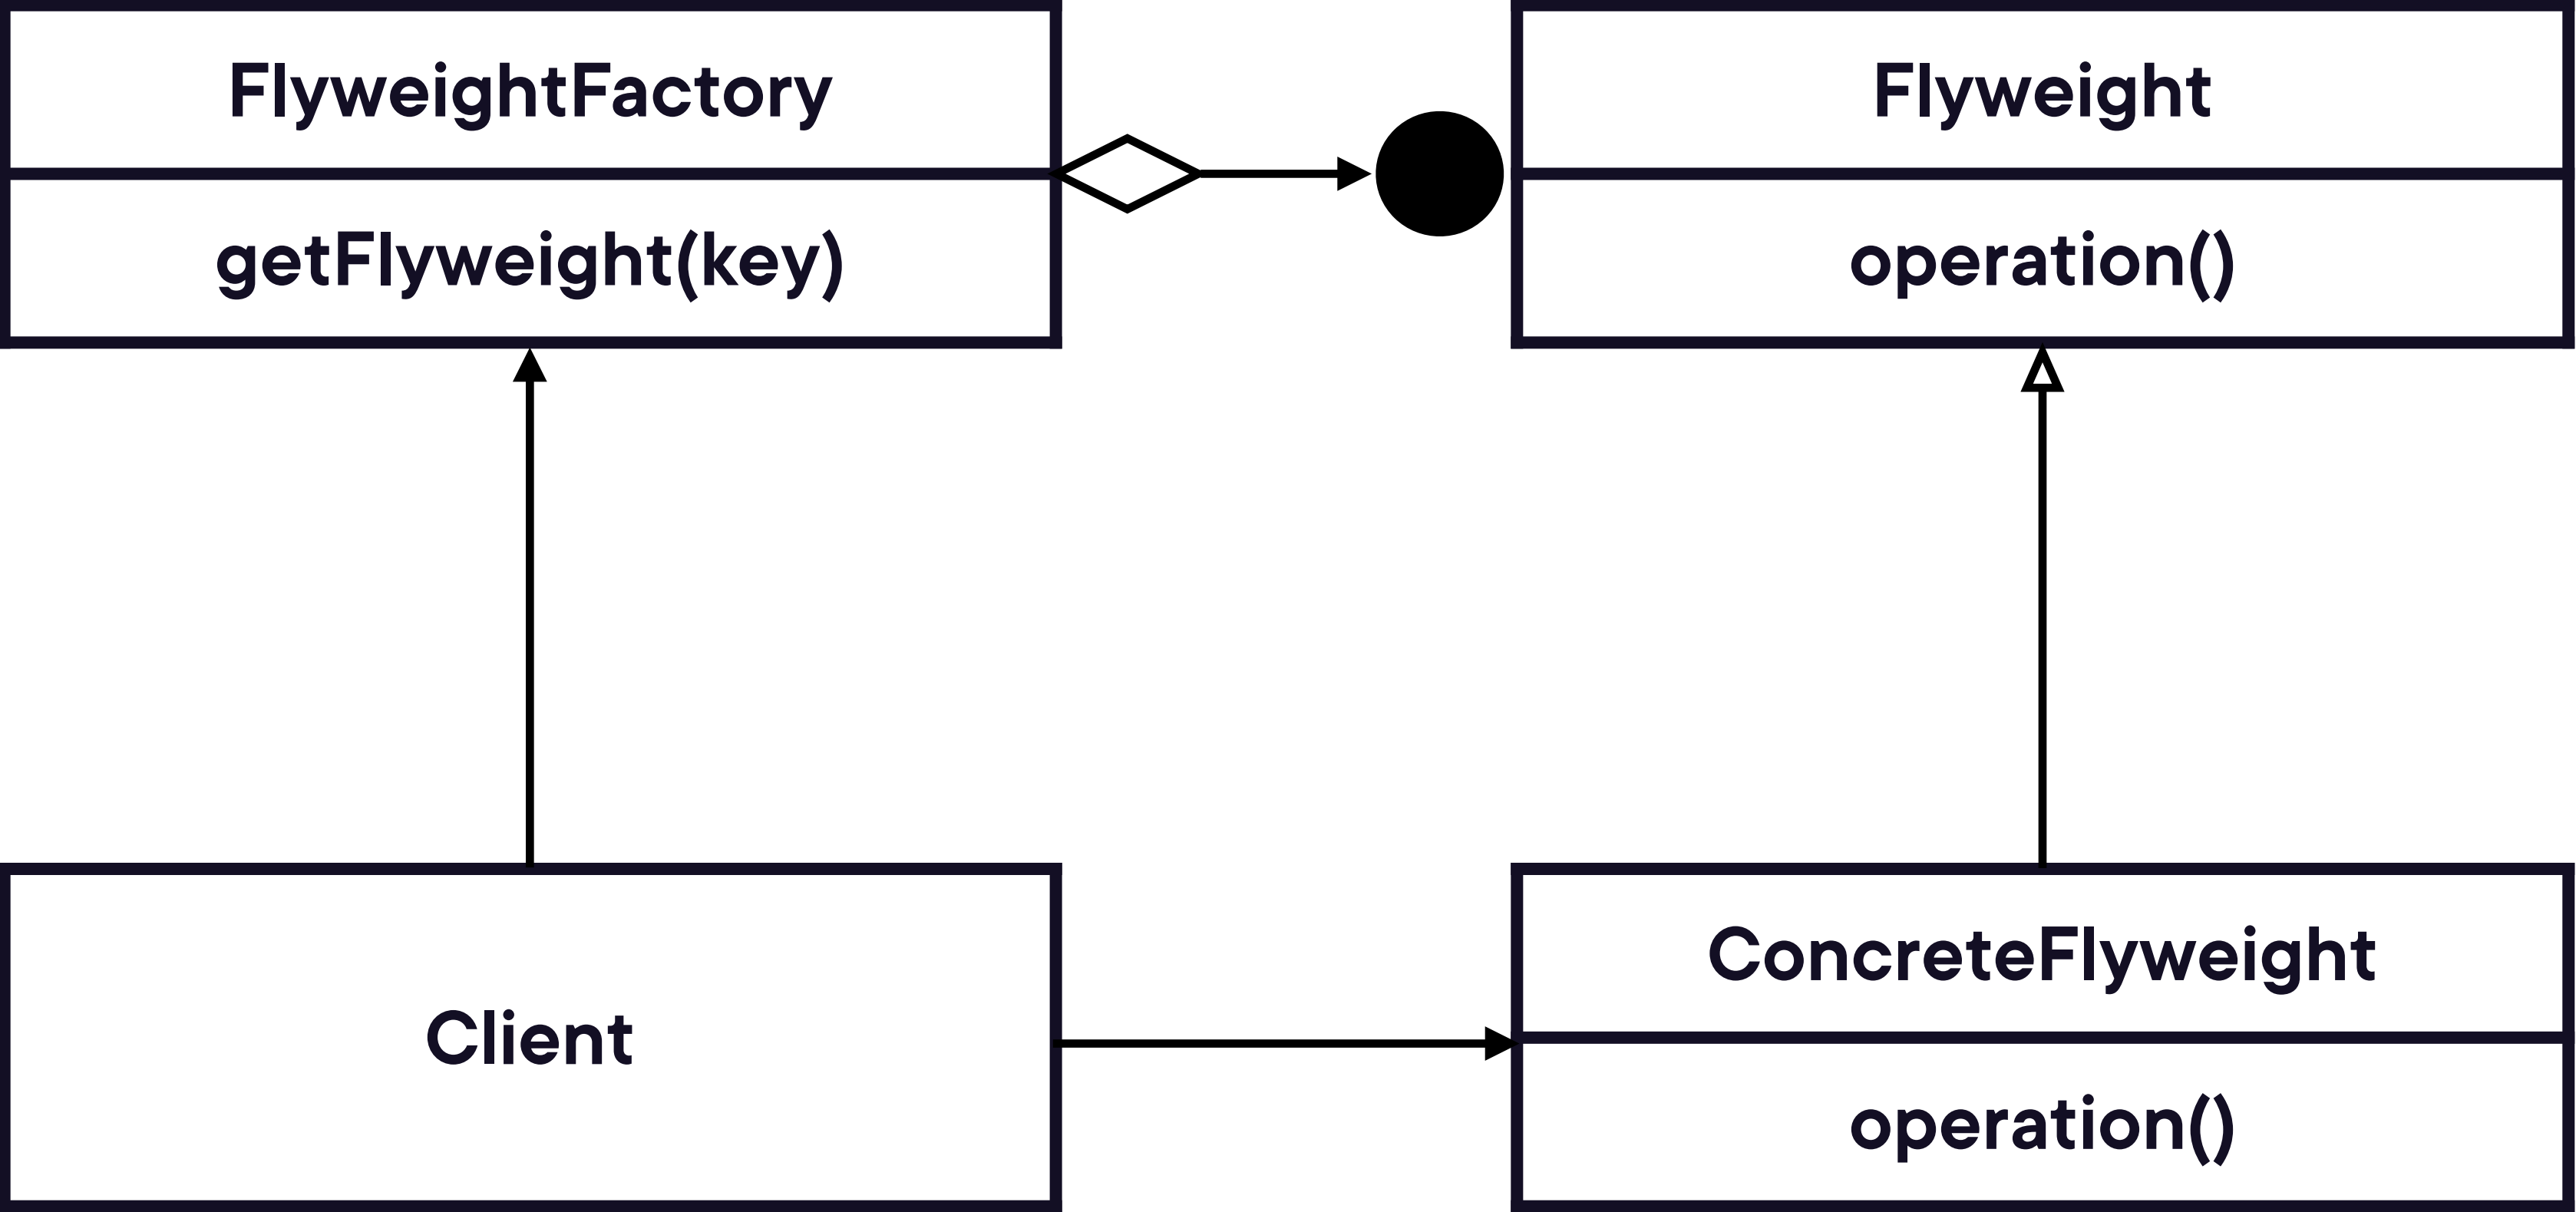 FlyweightFactory
getFlyweight(key)
Flyweight
operation()
Client
ConcreteFlyweight
operation()